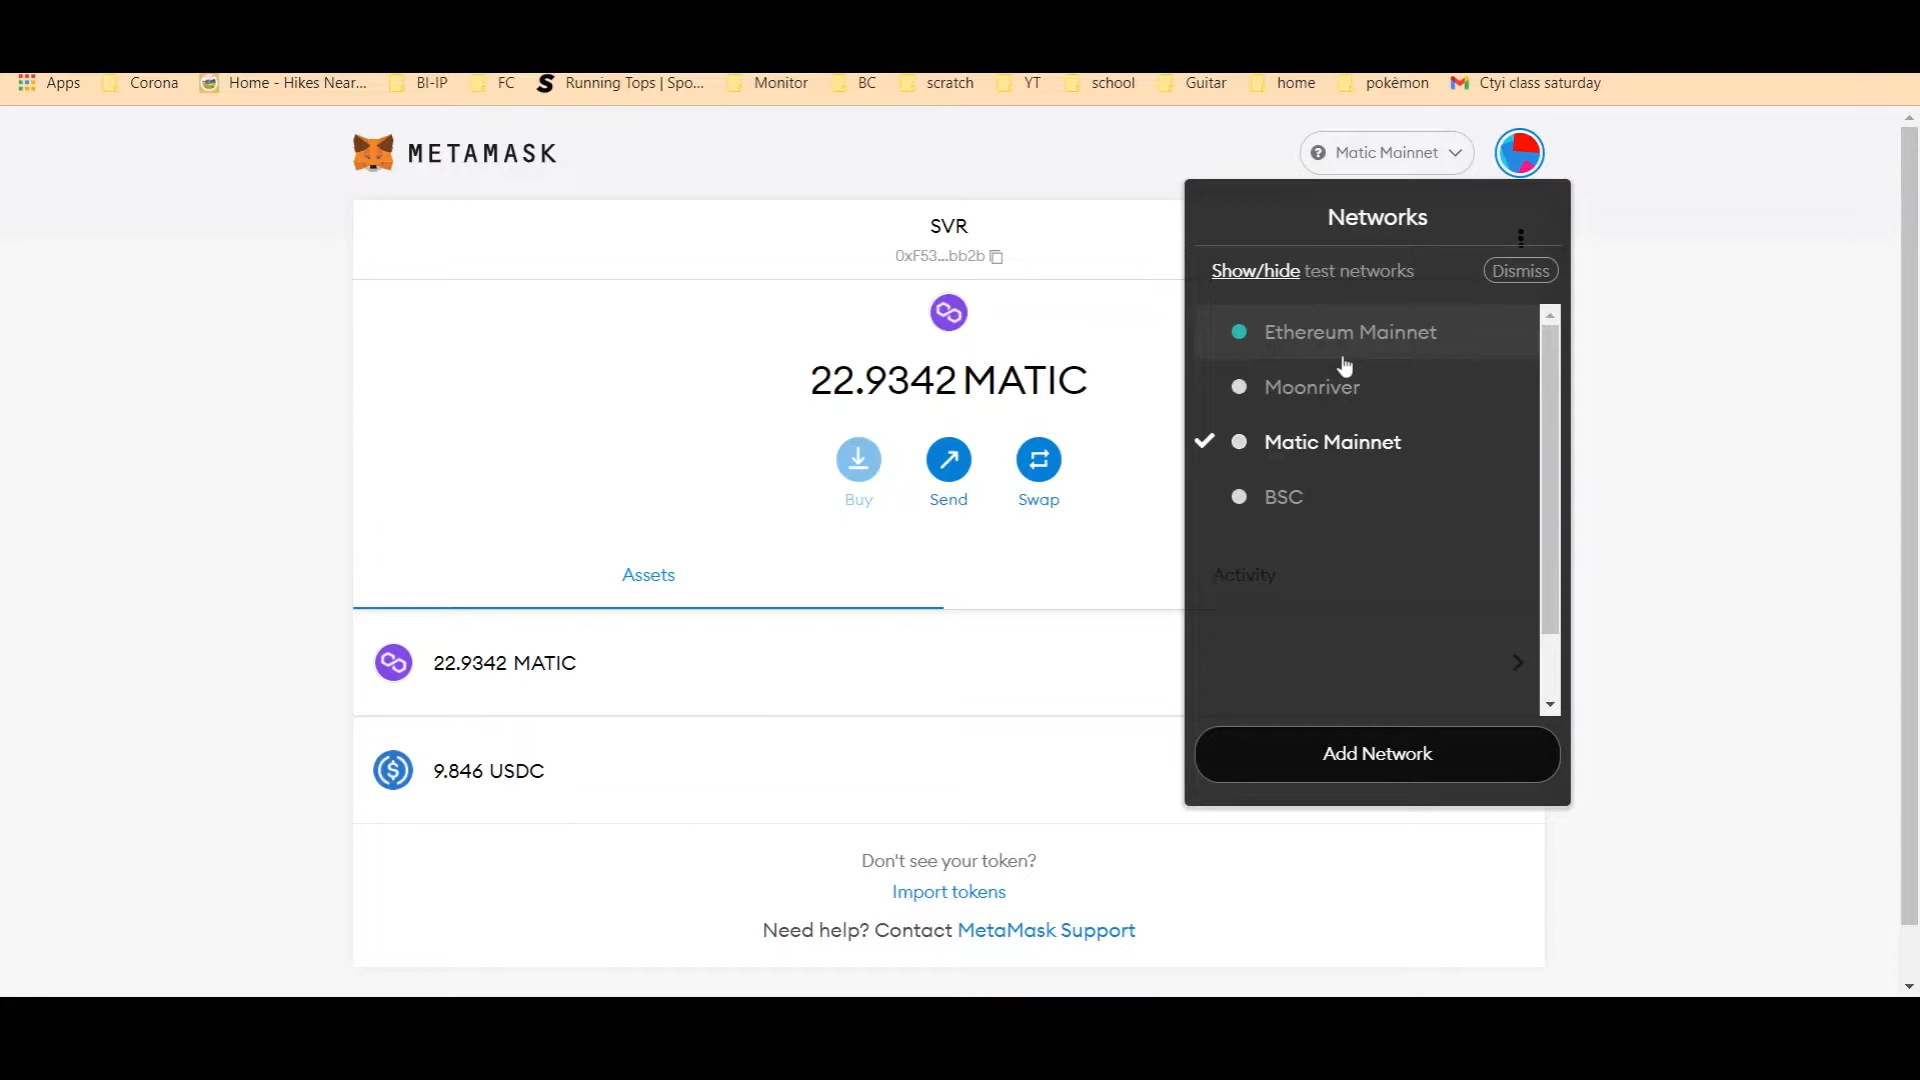 Apps Corona Home - Hikes Near... BI-IP FC Running Tops | Spo... Monitor BC scratch YT school Guitar home pokèmon Ctyi class saturday
METAMASK
Matic Mainnet
SVR
0xF53...bb2b
22.9342 MATIC
Buy Send Swap
Assets
Activity
22.9342 MATIC
9.846 USDC
Don't see your token?
Import tokens
Need help? Contact MetaMask Support
Networks
Show/hide test networks Dismiss
Ethereum Mainnet
Moonriver
Matic Mainnet
BSC
Add Network